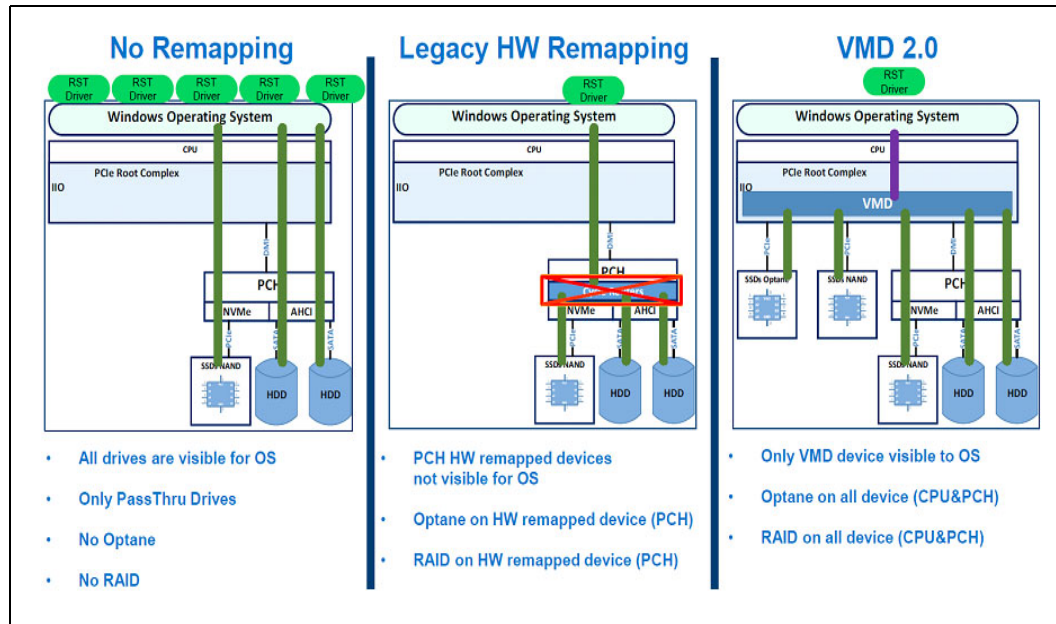 No Remapping
RST
Driver
RST
Driver
RST
Driver
RST
Driver
RST
Driver
Windows Operating System
CPU
PCIe Root Complex
IIO
DMI
PCH
NVMe
AHCI
PCIe
SATA
SATA
SSDs NAND
HDD
HDD
• All drives are visible for OS
• Only PassThru Drives
• No Optane
• No RAID
Legacy HW Remapping
RST
Driver
Windows Operating System
CPU
PCIe Root Complex
IIO
DMI
PCH
NVMe
AHCI
PCIe
SATA
SATA
SSDs NAND
HDD
HDD
• PCH HW remapped devices
not visible for OS
• Optane on HW remapped device (PCH)
• RAID on HW remapped device (PCH)
VMD 2.0
RST
Driver
Windows Operating System
CPU
PCIe Root Complex
IIO
VMD
PCIe
PCIe
DMI
SSDs Optane
SSDs NAND
PCH
NVMe
AHCI
PCIe
SATA
SATA
SSDs NAND
HDD
HDD
• Only VMD device visible to OS
• Optane on all device (CPU&PCH)
• RAID on all device (CPU&PCH)